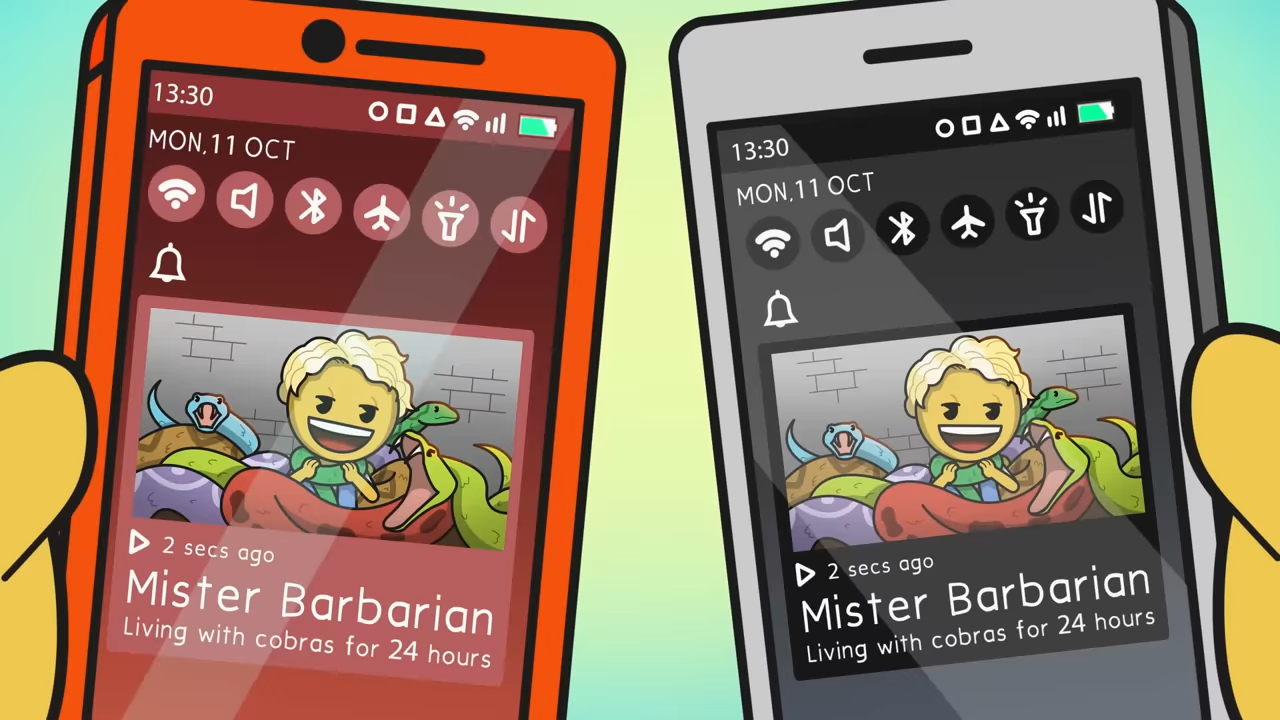 13:30
MON,11 OCT
2 secs ago
Mister Barbarian
Living with cobras for 24 hours
13:30
MON,11 OCT
2 secs ago
Mister Barbarian
Living with cobras for 24 hours